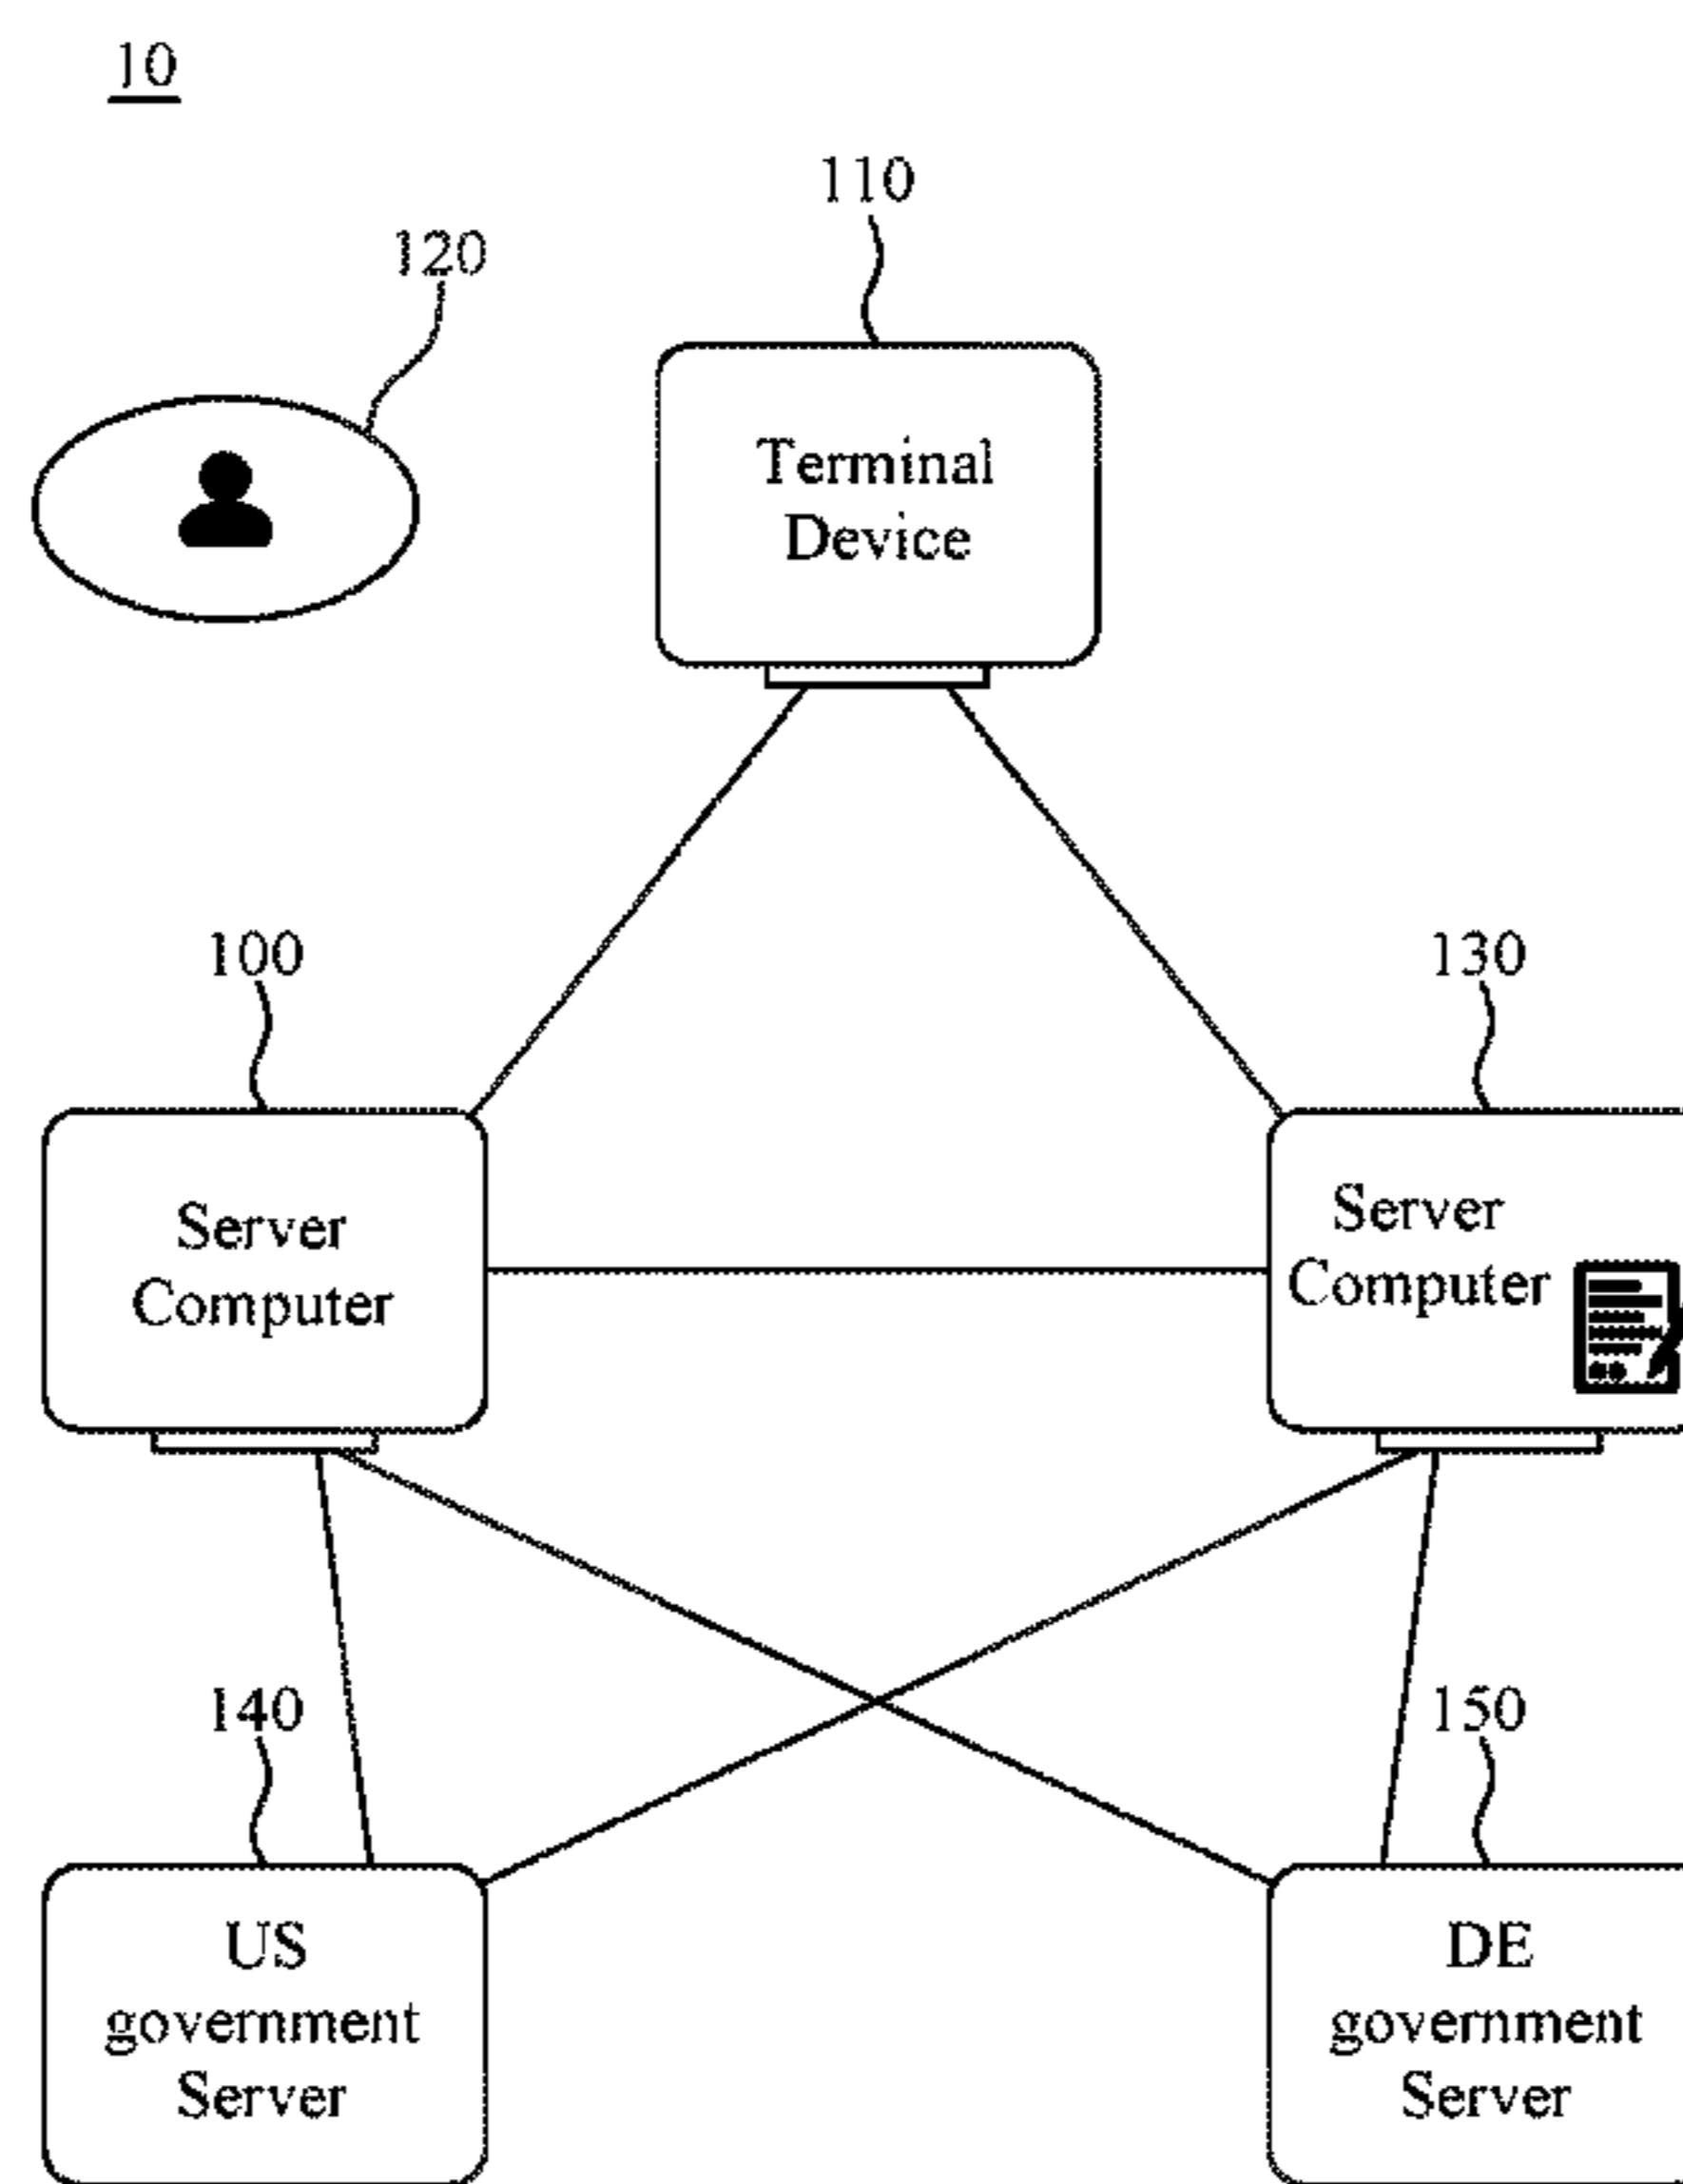 10
110
120
Terminal
Device
100
130
Server
Computer
Server
Computer
140
150
US
government
Server
DE
government
Server